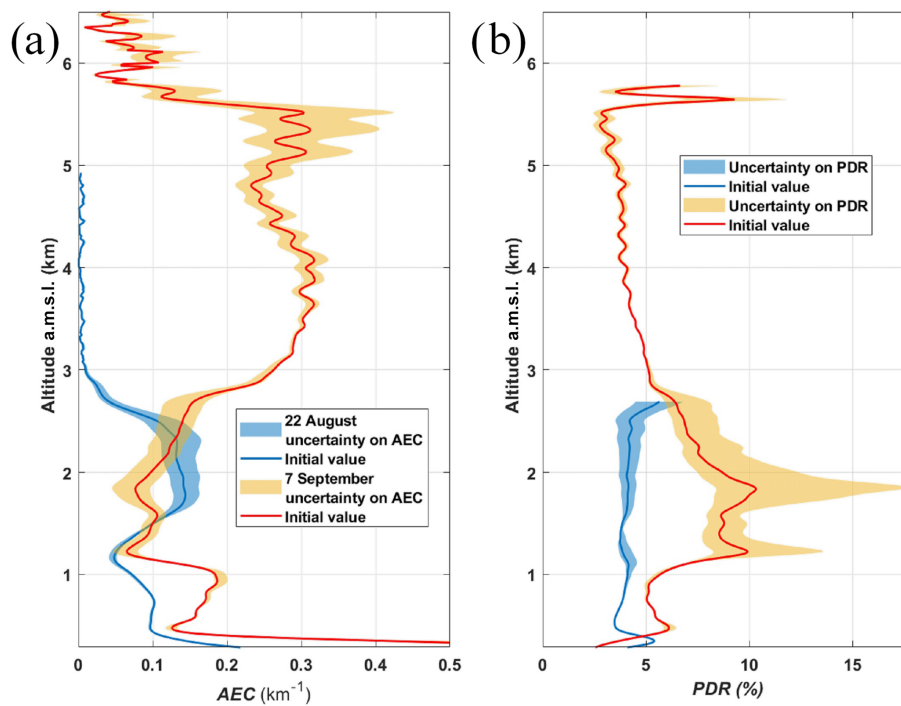 (a)
6
5
4
3
2
1
Altitude a.m.s.l. (km)
22 August
uncertainty on AEC
Initial value
7 September
uncertainty on AEC
Initial value
0
0.1
0.2
0.3
0.4
0.5
AEC (km⁻¹)
(b)
6
5
4
3
2
1
Altitude a.m.s.l. (km)
Uncertainty on PDR
Initial value
Uncertainty on PDR
Initial value
0
5
10
15
PDR (%)